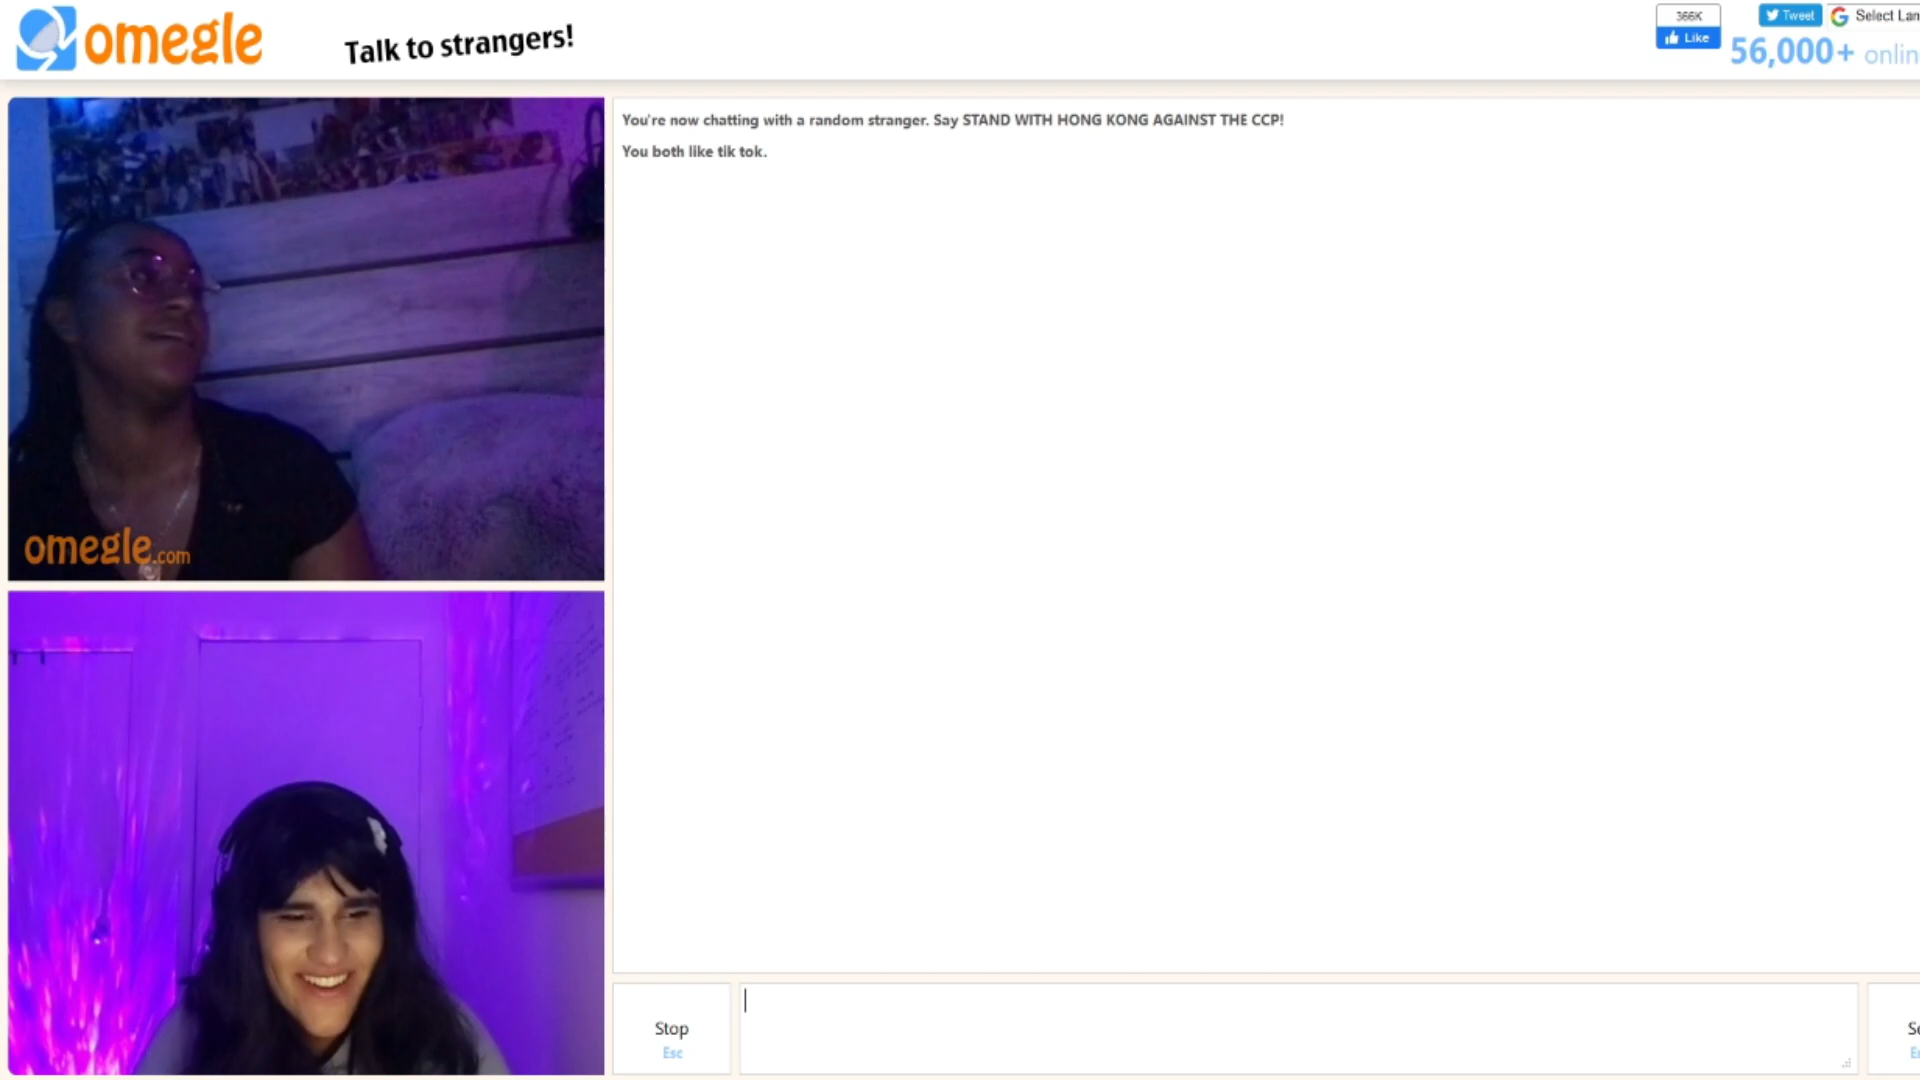 omegle
Talk to strangers!
366K
Like
Tweet
Select Lan
56,000+ onlin
You're now chatting with a random stranger. Say STAND WITH HONG KONG AGAINST THE CCP!
You both like tik tok.
omegle.com
Stop
Esc